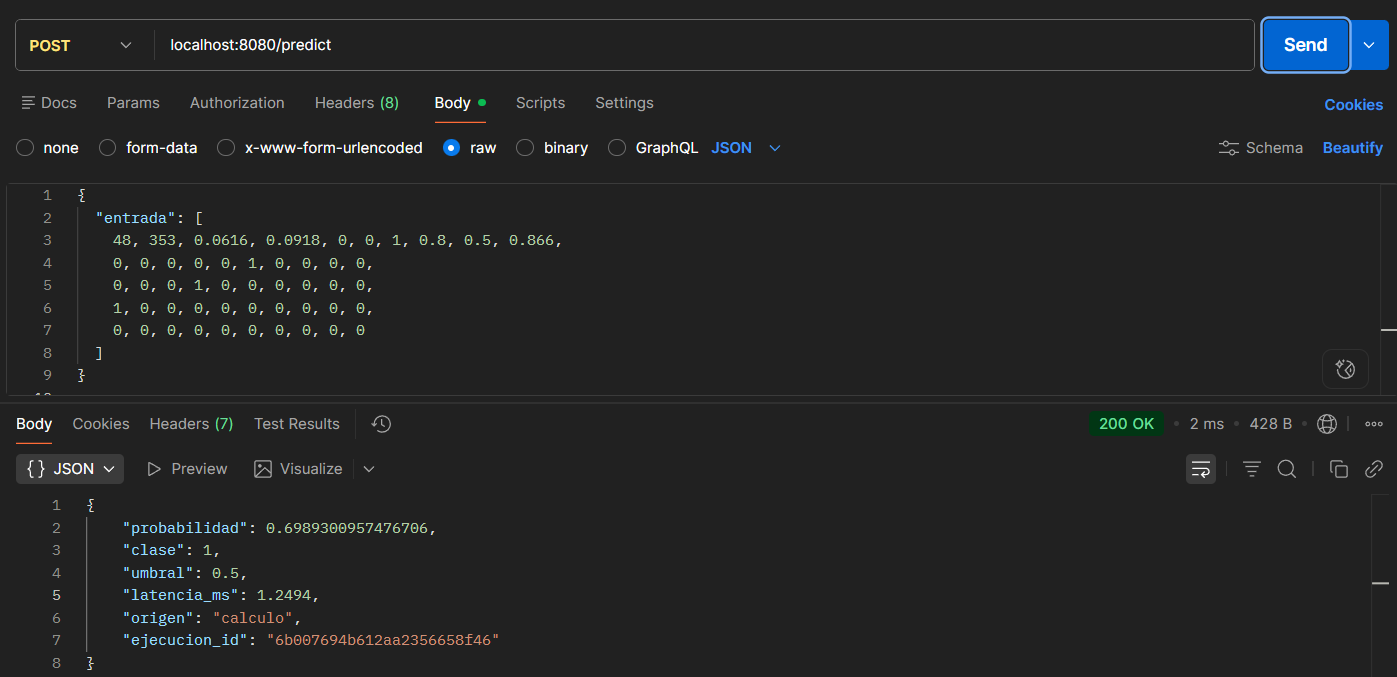 POST localhost:8080/predict Send
Docs Params Authorization Headers (8) Body Scripts Settings Cookies
none form-data x-www-form-urlencoded raw binary GraphQL JSON Schema Beautify
1 {
2 "entrada": [
3 48, 353, 0.0616, 0.0918, 0, 0, 1, 0.8, 0.5, 0.866,
4 0, 0, 0, 0, 0, 1, 0, 0, 0, 0,
5 0, 0, 0, 1, 0, 0, 0, 0, 0, 0,
6 1, 0, 0, 0, 0, 0, 0, 0, 0, 0,
7 0, 0, 0, 0, 0, 0, 0, 0, 0, 0
8 ]
9 }
10
Body Cookies Headers (7) Test Results 200 OK • 2 ms • 428 B
{} JSON Preview Visualize
1 {
2 "probabilidad": 0.6989300957476706,
3 "clase": 1,
4 "umbral": 0.5,
5 "latencia_ms": 1.2494,
6 "origen": "calculo",
7 "ejecucion_id": "6b007694b612aa2356658f46"
8 }